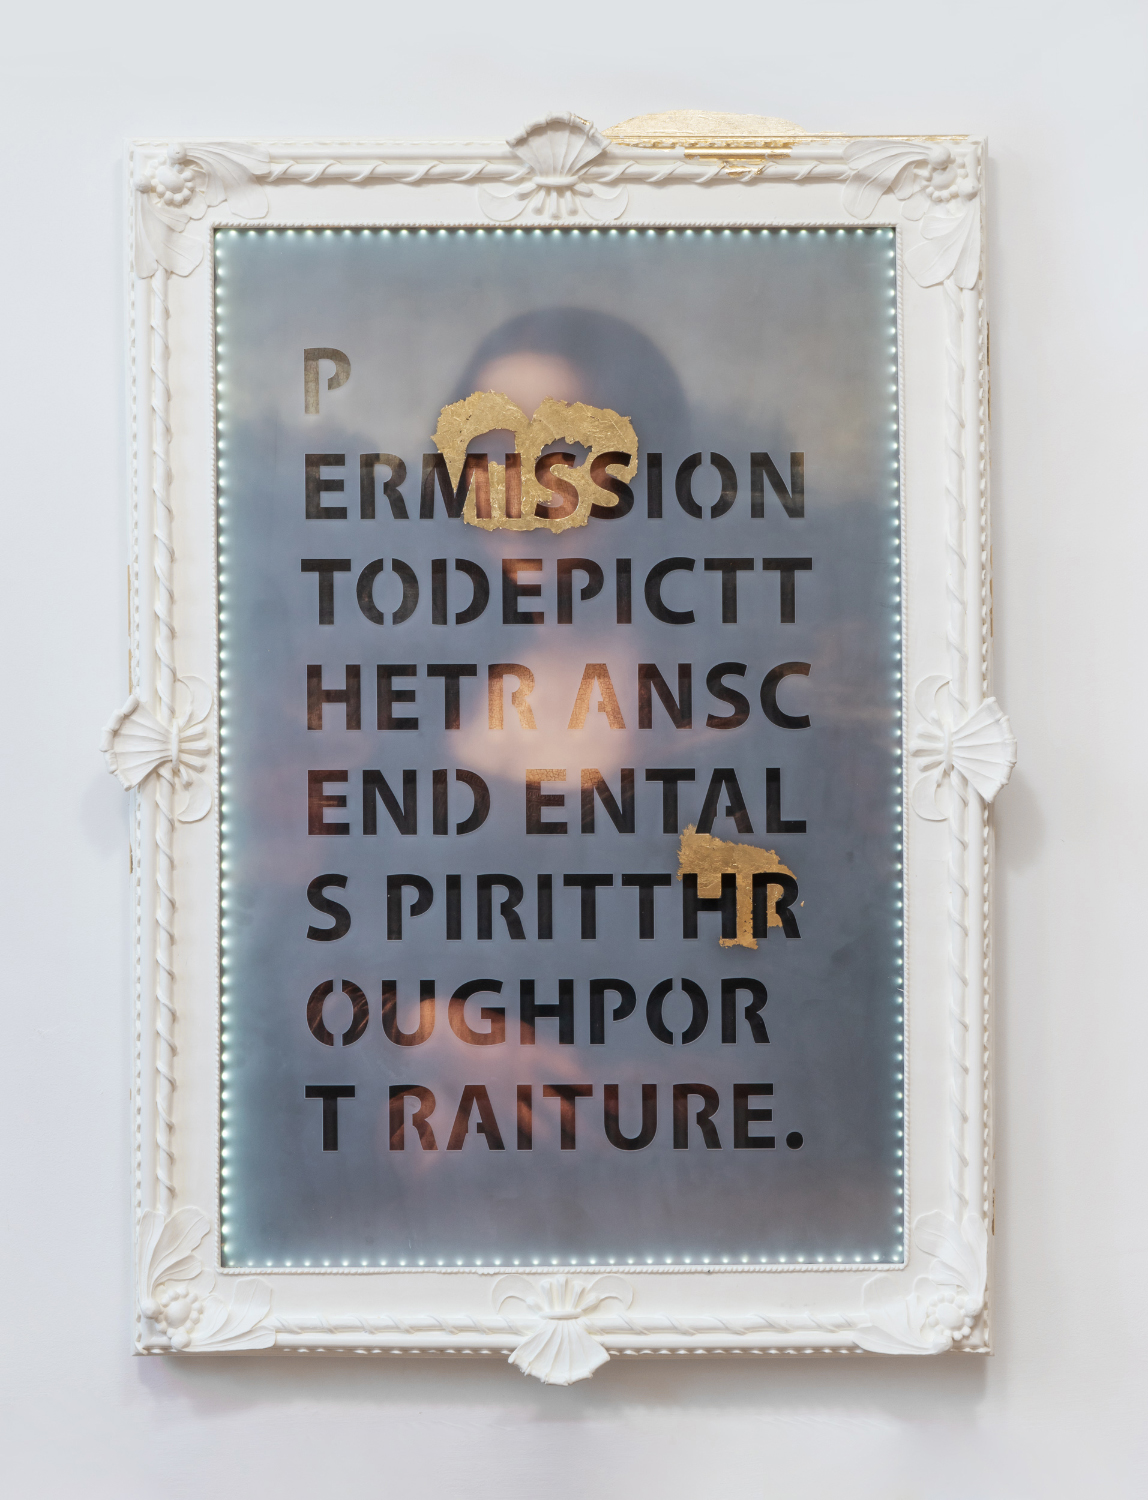 P
ERMISSION
TODEPICTT
HETR ANSC
END ENTAL
S PIRITTHR
OUGHPOR
T RAITURE.